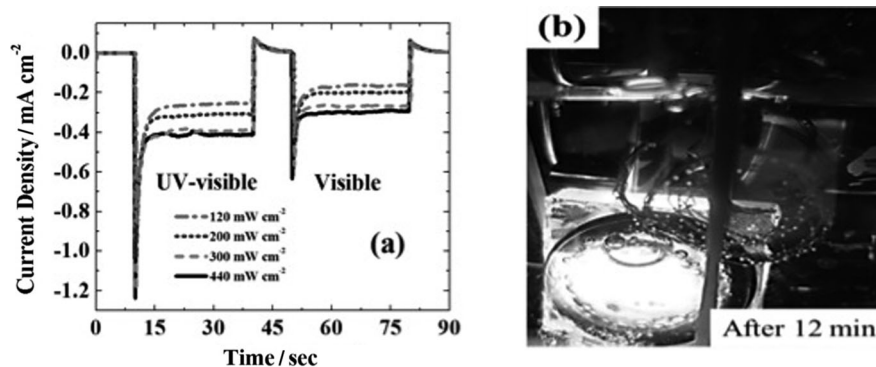 Current Density / mA cm⁻²
0.0
-0.2
-0.4
-0.6
-0.8
-1.0
-1.2
UV-visible
Visible
120 mW cm⁻²
200 mW cm⁻²
300 mW cm⁻²
440 mW cm⁻²
(a)
0
15
30
45
60
75
90
Time / sec
(b)
After 12 min